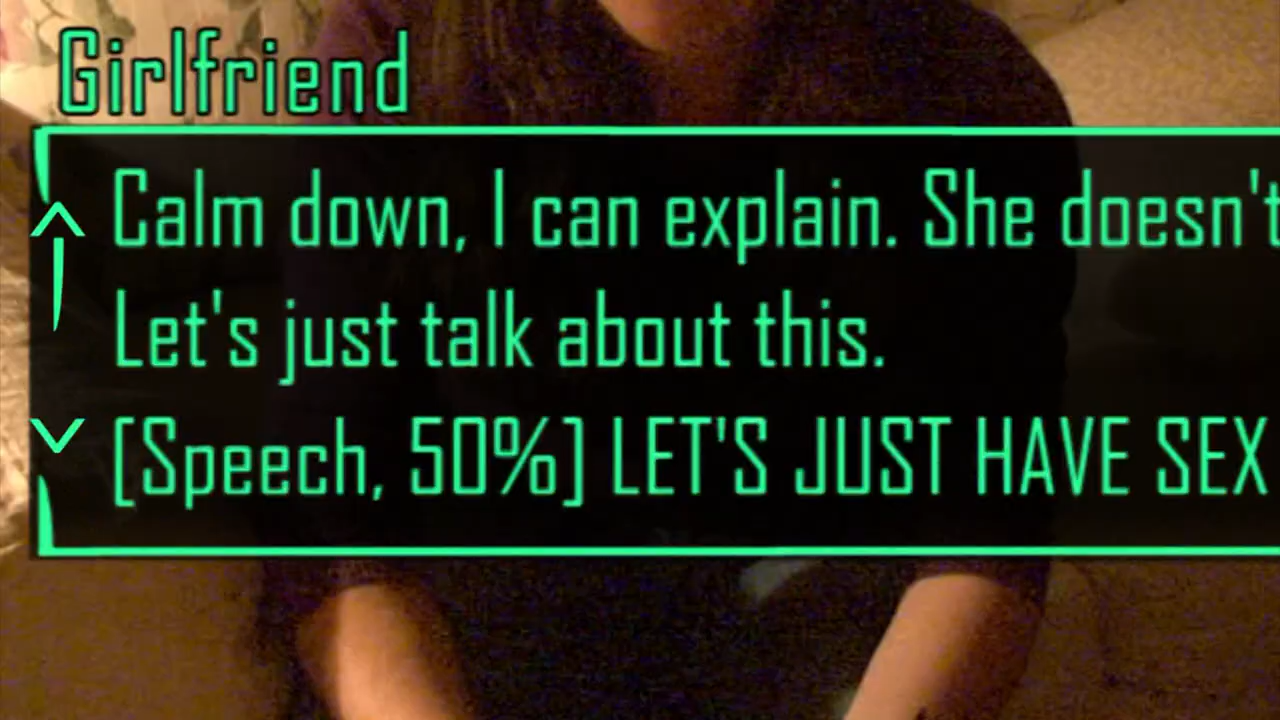 Girlfriend
Calm down, I can explain. She doesn't
Let's just talk about this.
[Speech, 50%] LET'S JUST HAVE SEX